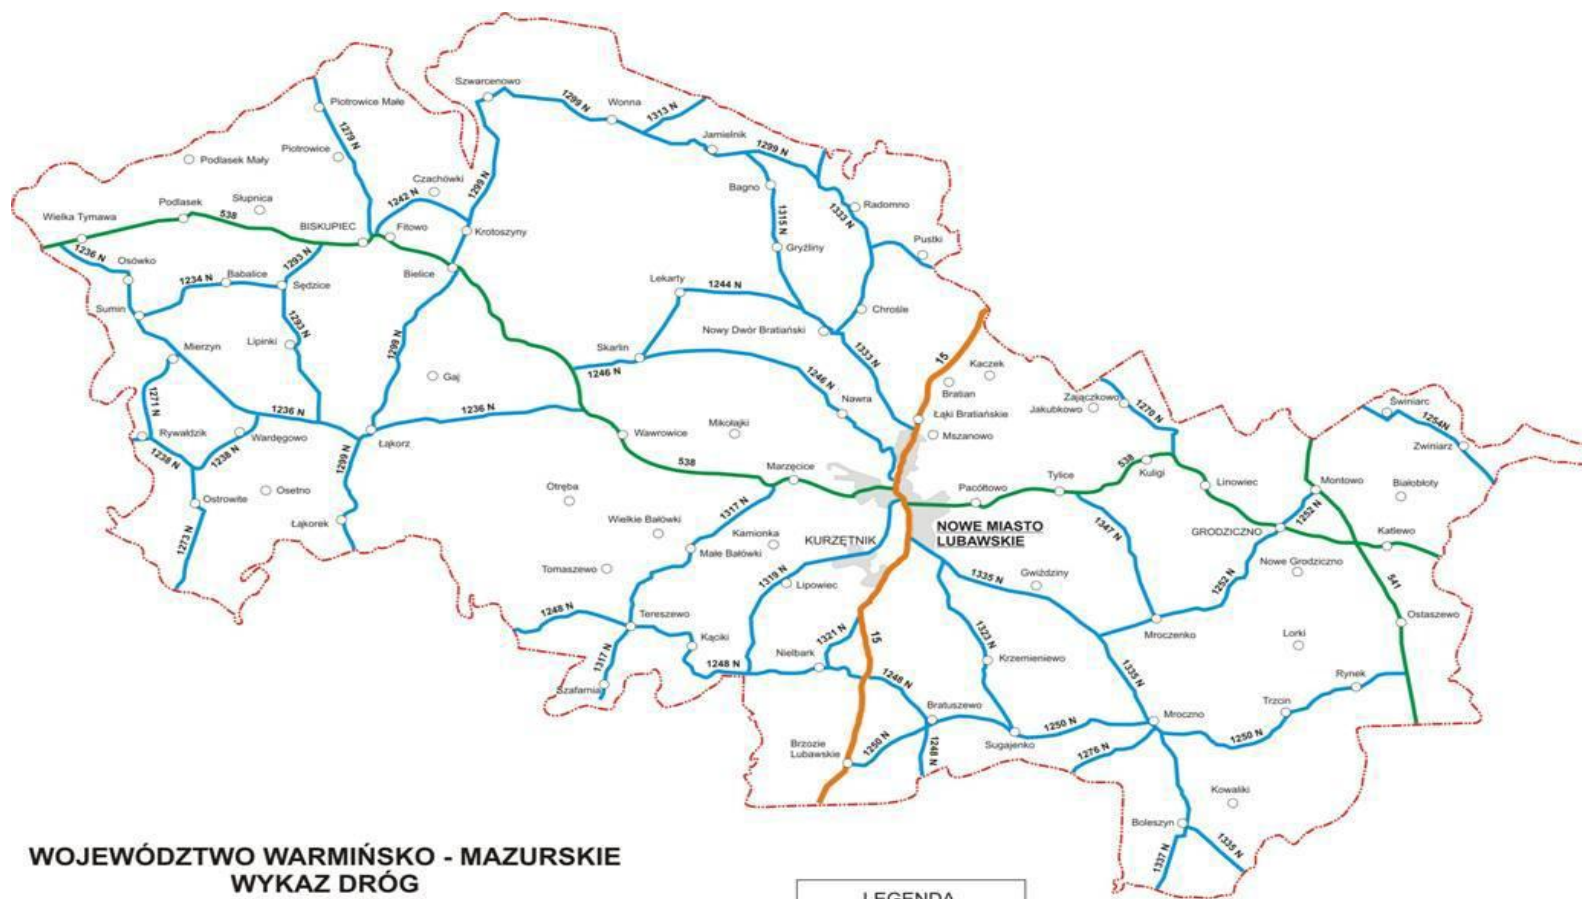 Szwarcenowo
1299 N
Wonna
1313 N
Piotrowice Małe
1279 N
Jamielnik
1299 N
Piotrowice
Podlasek Mały
Czachówki
1299 N
Bagno
1242 N
Podlasek
Słupnica
Radomno
1333 N
538
Wielka Tymawa
BISKUPIEC
Fitowo
Krotoszyny
1315 N
Pustki
Gryźliny
1236 N
Osówko
1293 N
Babalice
1234 N
Sędzice
Bielice
Lekarty
1244 N
Sumin
Chrośle
1293 N
Nowy Dwór Bratiański
Mierzyn
Lipinki
1299 N
Skarlin
1333 N
15
Kaczek
1246 N
Gaj
1246 N
Bratian
1271 N
Zajączkowo
Jakubkowo
1270 N
Świniarc
1254N
Nawra
Łąki Bratiańskie
1236 N
1236 N
Mikołajki
Mszanowo
Rywałdzik
Wardęgowo
Łąkorz
Wawrowice
Zwiniarz
1238 N
1238 N
1299 N
538
Marzęcice
538
Kuligi
Tylice
Linowiec
Montowo
Białobłoty
Ostrowite
Osetno
Otręba
1317 N
Pacółtowo
1252 N
Łąkorek
Wielkie Bałówki
Kamionka
KURZĘTNIK
NOWE MIASTO
LUBAWSKIE
1347 N
GRODZICZNO
Katlewo
1273 N
Małe Bałówki
Nowe Grodziczno
Tomaszewo
1319 N
Lipowiec
1335 N
Gwiździny
1252 N
541
1248 N
Tereszewo
Mroczenko
Ostaszewo
1317 N
Kąciki
1321 N
15
1323 N
Lorki
Nielbark
1248 N
Krzemieniewo
1335 N
Szafarnia
1248 N
Rynek
Bratuszewo
Mroczno
Trzcin
1250 N
1250 N
Brzozie
Lubawskie
1250 N
1248 N
Sugajenko
1276 N
Kowaliki
Boleszyn
1337 N
1335 N
WOJEWÓDZTWO WARMIŃSKO - MAZURSKIE
WYKAZ DRÓG
LEGENDA